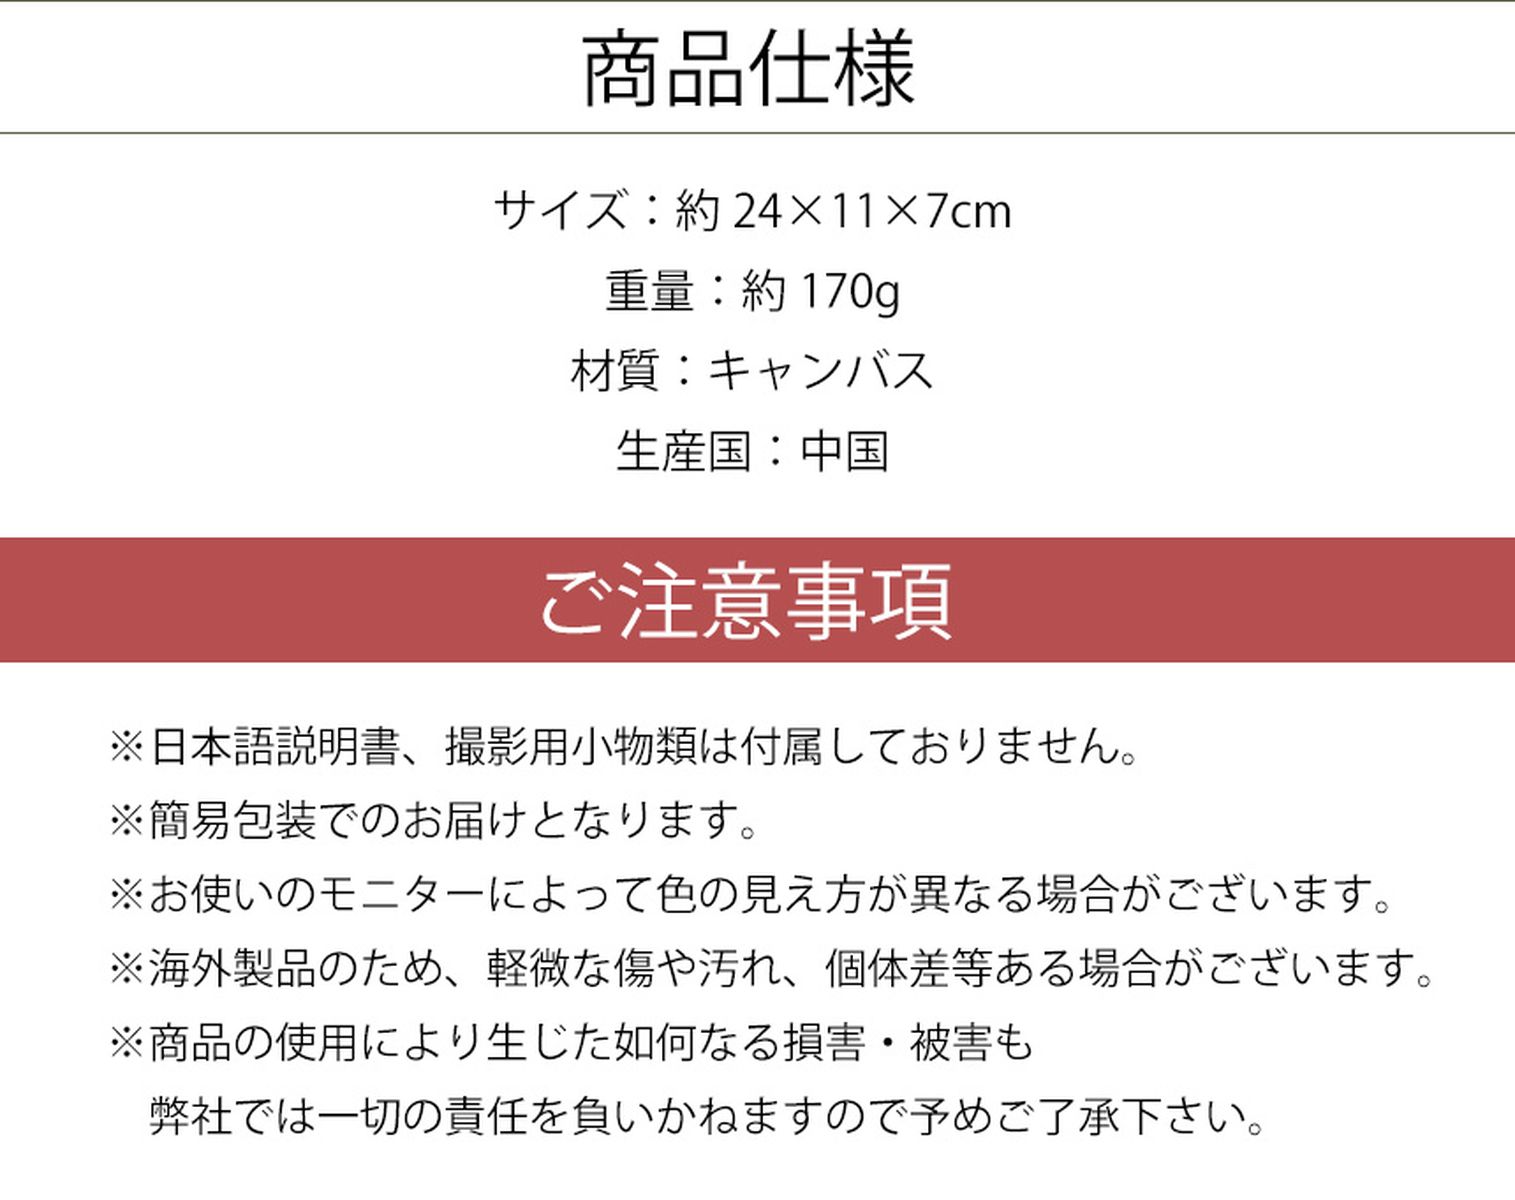 商品仕様
サイズ：約 24×11×7cm
重量：約 170g
材質：キャンバス
生産国：中国
ご注意事項
※日本語説明書、撮影用小物類は付属しておりません。
※簡易包装でのお届けとなります。
※お使いのモニターによって色の見え方が異なる場合がございます。
※海外製品のため、軽微な傷や汚れ、個体差等ある場合がございます。
※商品の使用により生じた如何なる損害・被害も
弊社では一切の責任を負いかねますので予めご了承下さい。